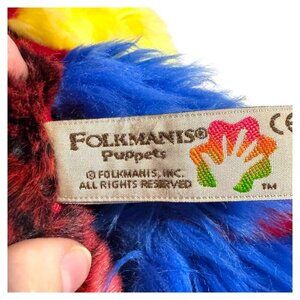 FOLKMANIS®
Puppets
© FOLKMANIS, INC.
ALL RIGHTS RESERVED
TM
CE